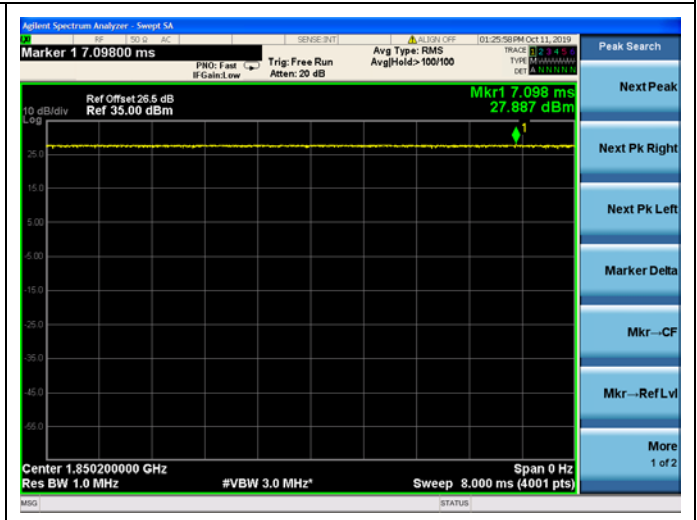 Agilent Spectrum Analyzer - Swept SA
RF 50 Ω AC SENSE:INT ALIGN OFF 01:25:58 PM Oct 11, 2019
Marker 1 7.09800 ms
PNO: Fast
IFGain:Low
Trig: Free Run
Atten: 20 dB
Avg Type: RMS
Avg|Hold:>100/100
TRACE 1 2 3 4 5 6
TYPE
DET A N N N N N
Peak Search
Next Peak
Next Pk Right
Next Pk Left
Marker Delta
Mkr→CF
Mkr→Ref Lvl
More
1 of 2
Ref Offset 26.5 dB
10 dB/div Ref 35.00 dBm
Log
Mkr1 7.098 ms
27.887 dBm
1
25.0
15.0
5.00
-5.00
-15.0
-25.0
-35.0
-45.0
-55.0
Center 1.850200000 GHz Span 0 Hz
Res BW 1.0 MHz #VBW 3.0 MHz* Sweep 8.000 ms (4001 pts)
MSG STATUS